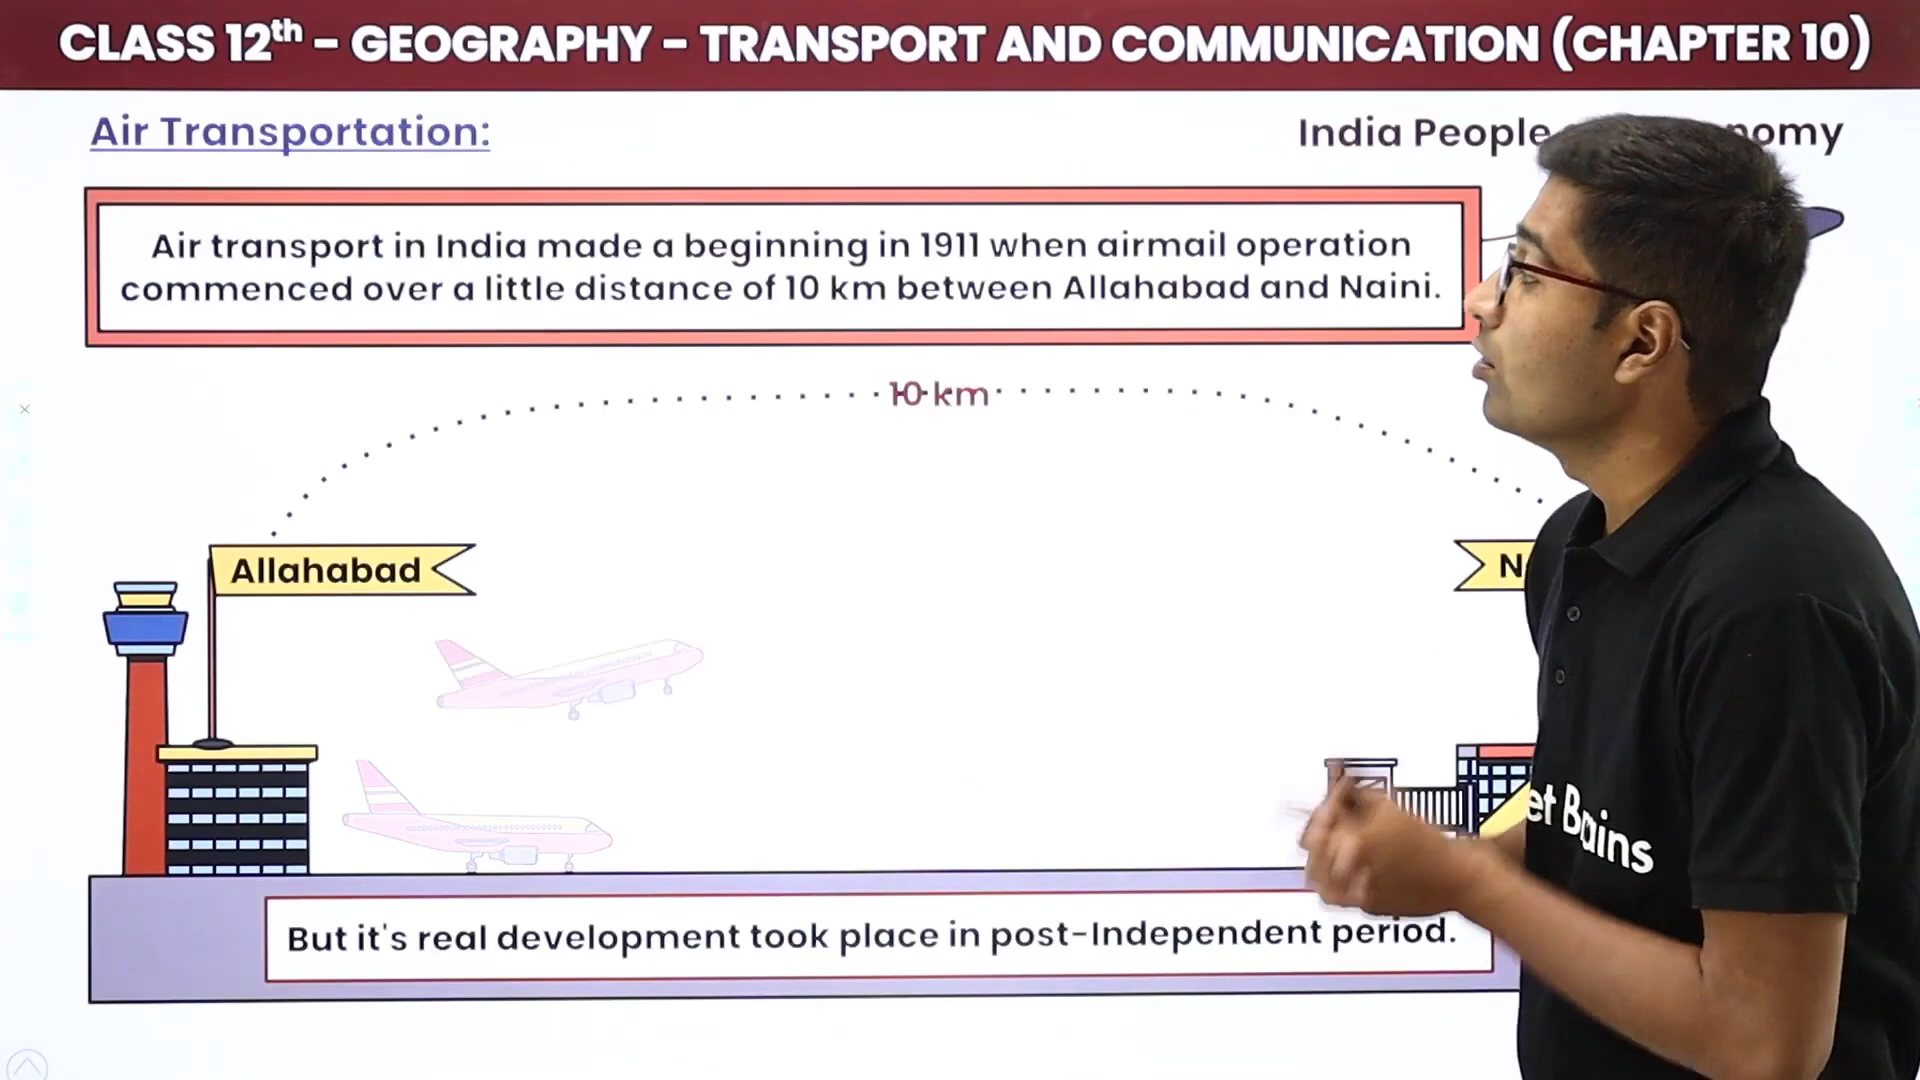 CLASS 12th - GEOGRAPHY - TRANSPORT AND COMMUNICATION (CHAPTER 10)
Air Transportation:
India People
Air transport in India made a beginning in 1911 when airmail operation
commenced over a little distance of 10 km between Allahabad and Naini.
10 km
Allahabad
But it's real development took place in post-Independent period.
et Brains